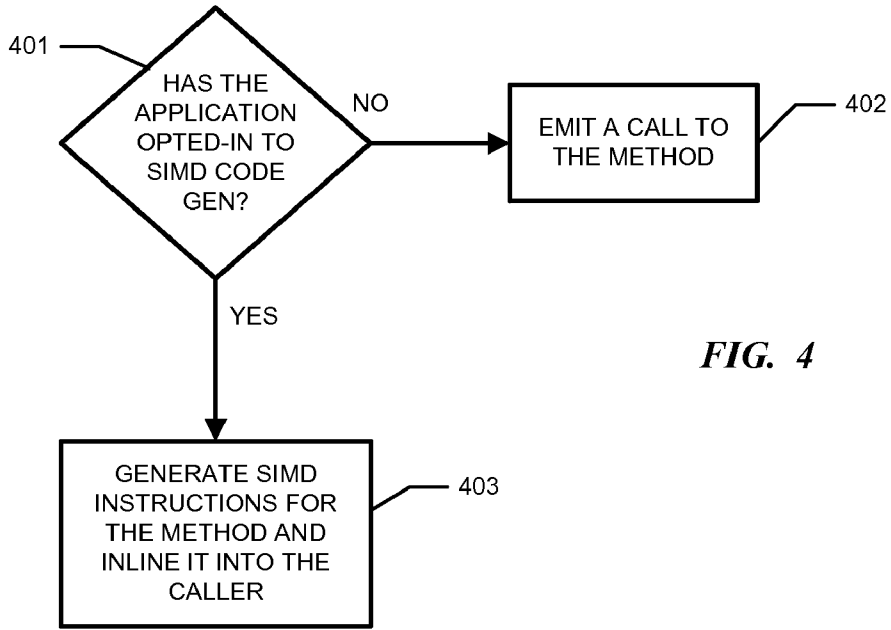 401
HAS THE
APPLICATION
OPTED-IN TO
SIMD CODE
GEN?
NO
EMIT A CALL TO
THE METHOD
402
YES
FIG. 4
GENERATE SIMD
INSTRUCTIONS FOR
THE METHOD AND
INLINE IT INTO THE
CALLER
403